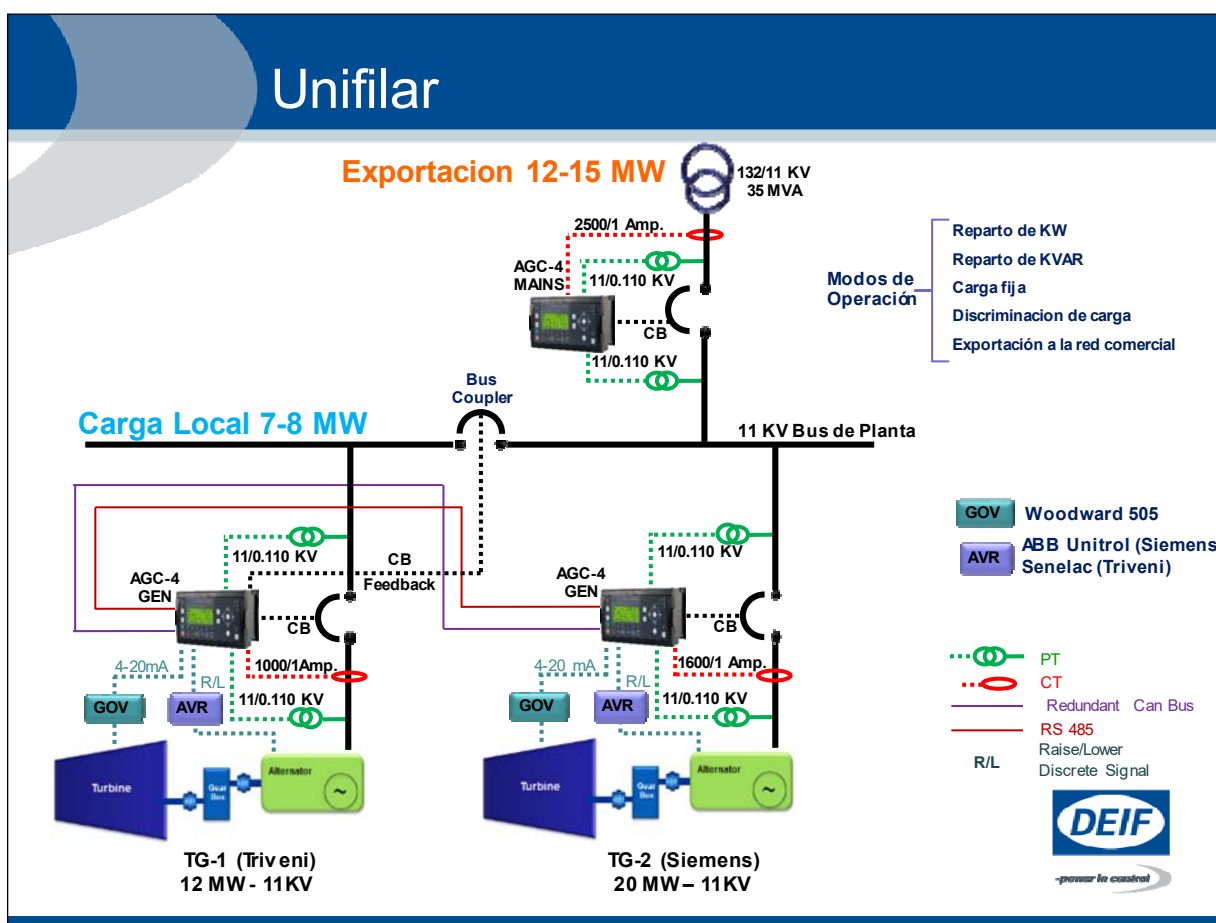 Unifilar
Exportacion 12-15 MW
132/11 KV
35 MVA
2500/1 Amp.
AGC-4
MAINS
11/0.110 KV
CB
11/0.110 KV
Modos de
Operación
Reparto de KW
Reparto de KVAR
Carga fija
Discriminacion de carga
Exportación a la red comercial
Bus
Coupler
Carga Local 7-8 MW
11 KV Bus de Planta
11/0.110 KV
CB
Feedback
AGC-4
GEN
CB
4-20mA
R/L
1000/1Amp.
11/0.110 KV
GOV
AVR
Turbine
Gear
Box
Alternator
~
TG-1 (Triveni)
12 MW - 11KV
11/0.110 KV
AGC-4
GEN
CB
4-20 mA
R/L
1600/1 Amp.
11/0.110 KV
GOV
AVR
Turbine
Gear
Box
Alternator
~
TG-2 (Siemens)
20 MW – 11KV
GOV
Woodward 505
AVR
ABB Unitrol (Siemens
Senelac (Triveni)
PT
CT
Redundant Can Bus
RS 485
R/L
Raise/Lower
Discrete Signal
DEIF
-power in control